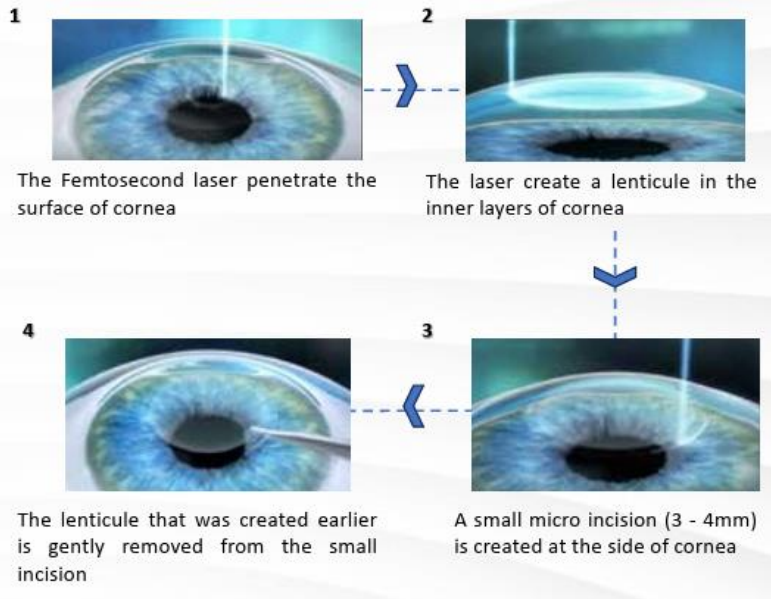 1
The Femtosecond laser penetrate the
surface of cornea
2
The laser create a lenticule in the
inner layers of cornea
3
A small micro incision (3 - 4mm)
is created at the side of cornea
4
The lenticule that was created earlier
is gently removed from the small
incision